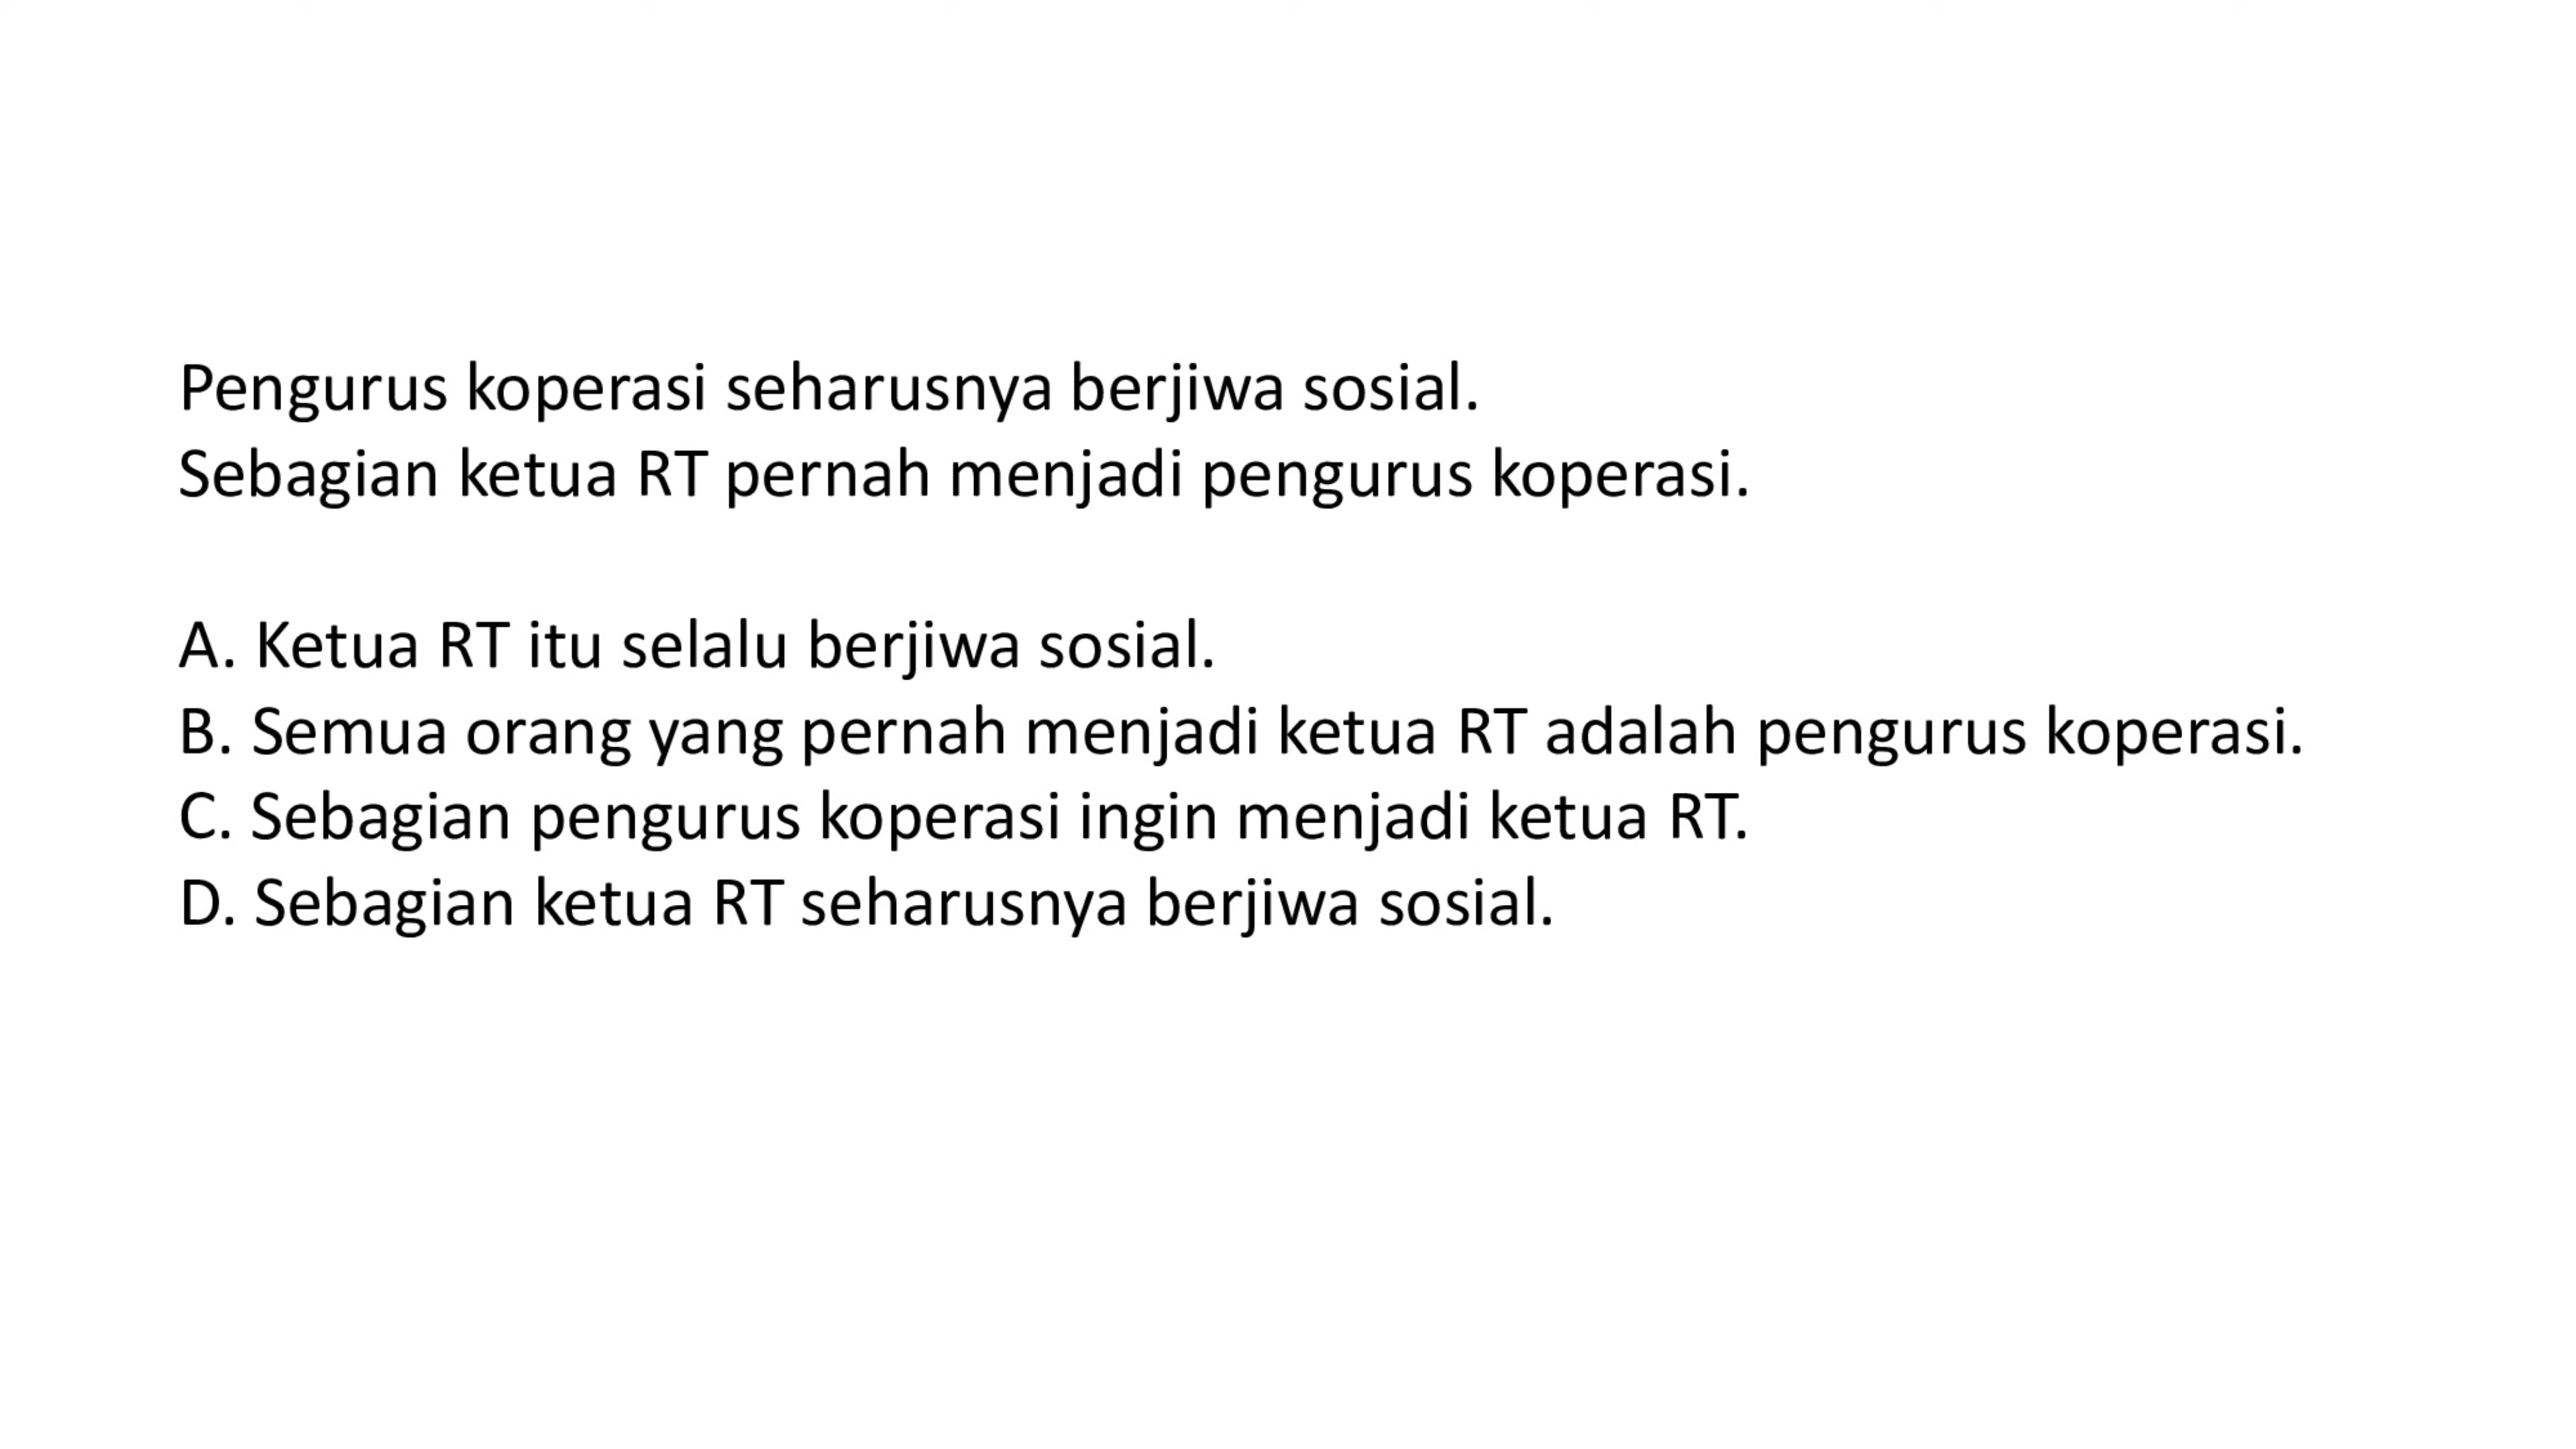 Pengurus koperasi seharusnya berjiwa sosial.
Sebagian ketua RT pernah menjadi pengurus koperasi.
A. Ketua RT itu selalu berjiwa sosial.
B. Semua orang yang pernah menjadi ketua RT adalah pengurus koperasi.
C. Sebagian pengurus koperasi ingin menjadi ketua RT.
D. Sebagian ketua RT seharusnya berjiwa sosial.